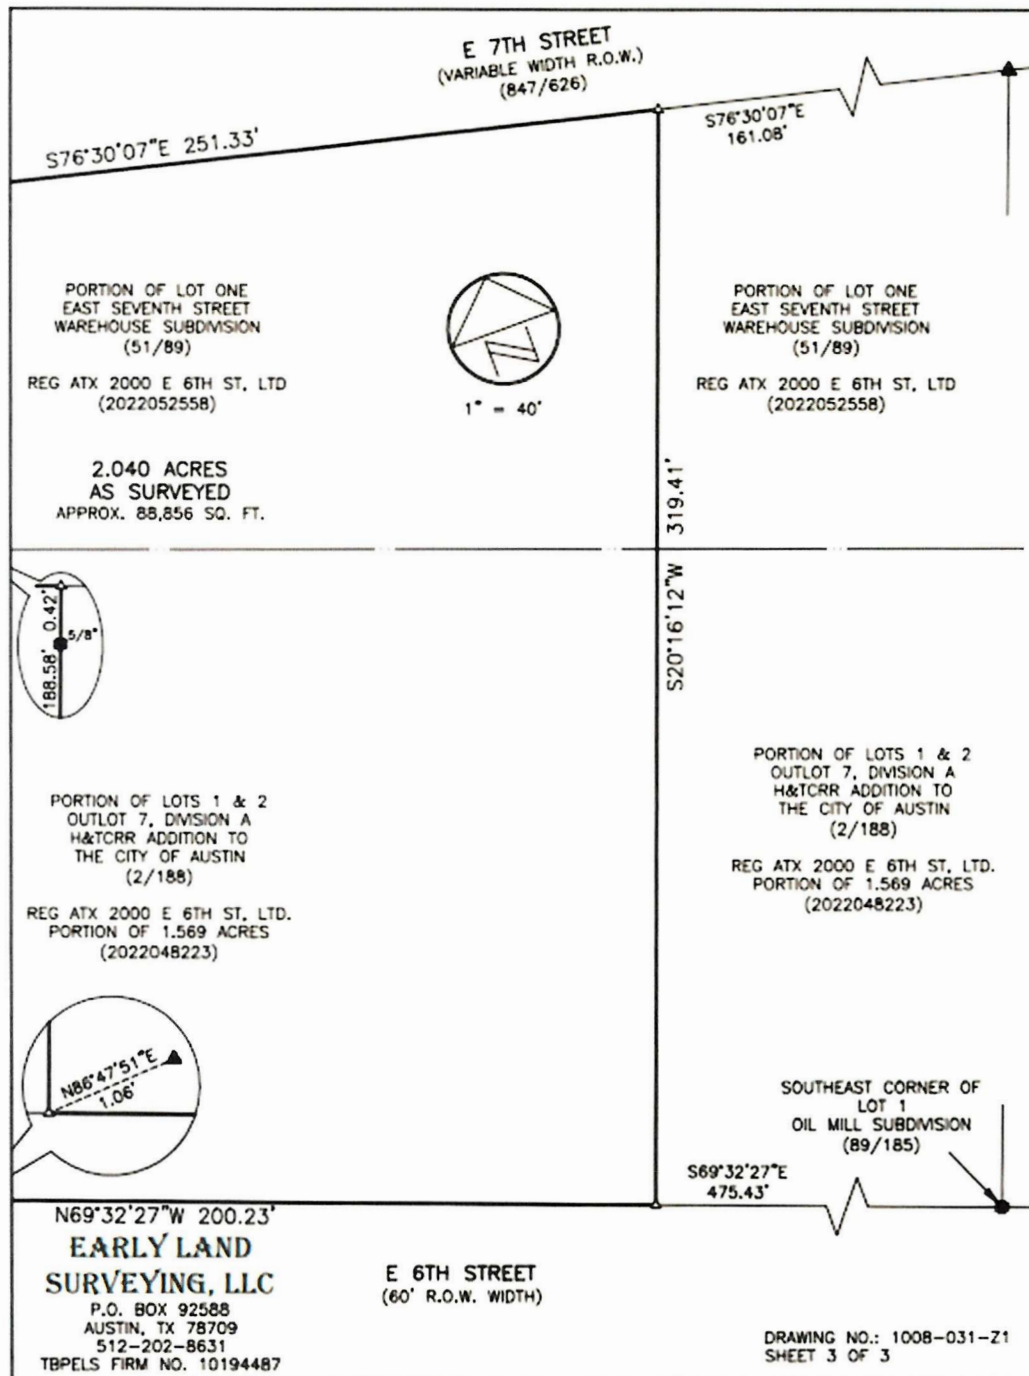 E 7TH STREET
(VARIABLE WIDTH R.O.W.)
(847/626)
S76°30'07"E 251.33'
S76°30'07"E
161.08'
PORTION OF LOT ONE
EAST SEVENTH STREET
WAREHOUSE SUBDIVISION
(51/89)
REG ATX 2000 E 6TH ST, LTD
(2022052558)
2.040 ACRES
AS SURVEYED
APPROX. 88,856 SQ. FT.
N
1" = 40'
PORTION OF LOT ONE
EAST SEVENTH STREET
WAREHOUSE SUBDIVISION
(51/89)
REG ATX 2000 E 6TH ST, LTD
(2022052558)
S20°16'12"W 319.41'
188.58' 0.42'
5/8"
PORTION OF LOTS 1 & 2
OUTLOT 7, DIVISION A
H&TCRR ADDITION TO
THE CITY OF AUSTIN
(2/188)
REG ATX 2000 E 6TH ST, LTD.
PORTION OF 1.569 ACRES
(2022048223)
PORTION OF LOTS 1 & 2
OUTLOT 7, DIVISION A
H&TCRR ADDITION TO
THE CITY OF AUSTIN
(2/188)
REG ATX 2000 E 6TH ST, LTD.
PORTION OF 1.569 ACRES
(2022048223)
N86°47'51"E
1.06'
SOUTHEAST CORNER OF
LOT 1
OIL MILL SUBDIVISION
(89/185)
S69°32'27"E
475.43'
N69°32'27"W 200.23'
EARLY LAND
SURVEYING, LLC
P.O. BOX 92588
AUSTIN, TX 78709
512-202-8631
TBPELS FIRM NO. 10194487
E 6TH STREET
(60' R.O.W. WIDTH)
DRAWING NO.: 1008-031-Z1
SHEET 3 OF 3